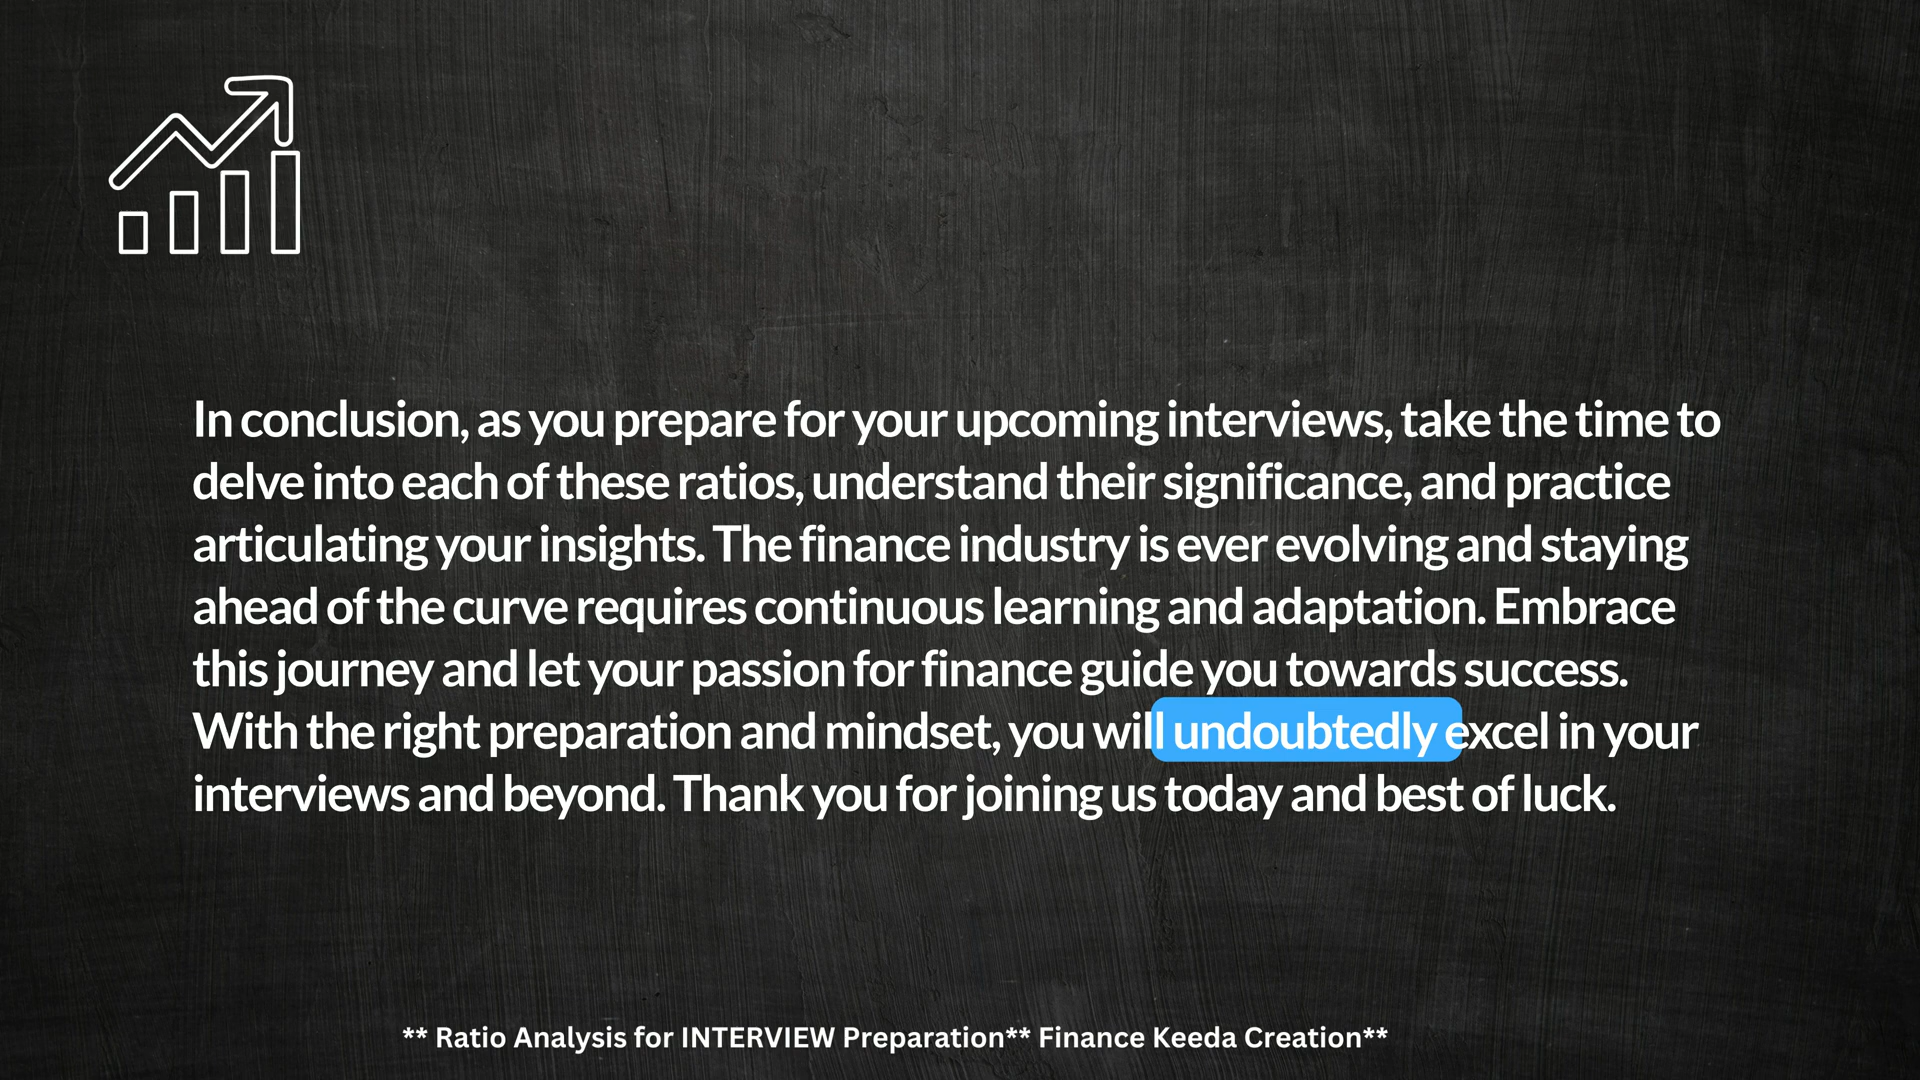 In conclusion, as you prepare for your upcoming interviews, take the time to
delve into each of these ratios, understand their significance, and practice
articulating your insights. The finance industry is ever evolving and staying
ahead of the curve requires continuous learning and adaptation. Embrace
this journey and let your passion for finance guide you towards success.
With the right preparation and mindset, you will undoubtedly excel in your
interviews and beyond. Thank you for joining us today and best of luck.
** Ratio Analysis for INTERVIEW Preparation** Finance Keeda Creation**